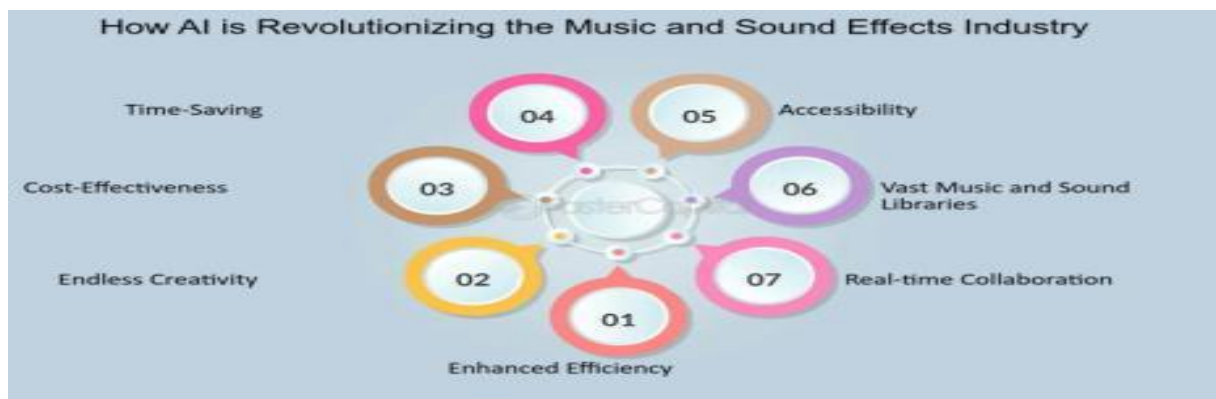 How AI is Revolutionizing the Music and Sound Effects Industry
04
05
Time-Saving
Accessibility
03
06
Cost-Effectiveness
Vast Music and Sound
Libraries
02
07
Endless Creativity
Real-time Collaboration
01
Enhanced Efficiency